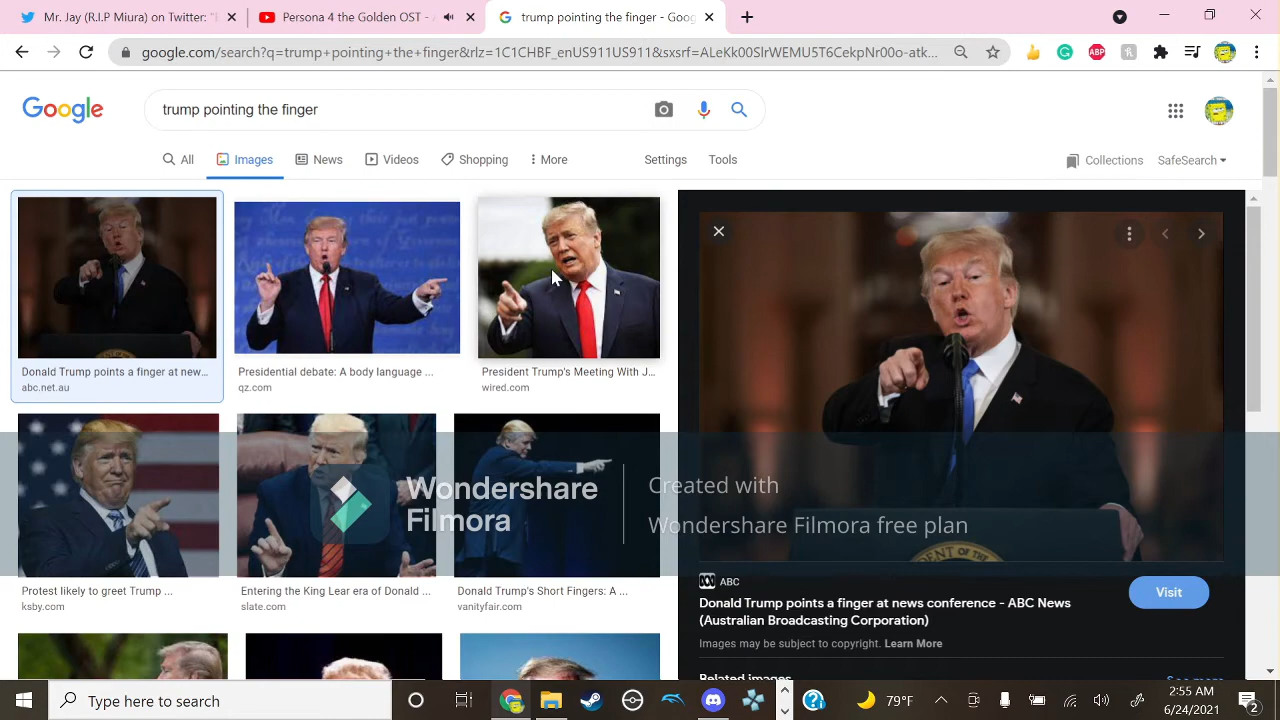 Mr. Jay (R.I.P Miura) on Twitter: "
Persona 4 Golden OST -
trump pointing the finger - Goog
google.com/search?q=trump+pointing+the+finger&rlz=1C1CHBF_enUS911US911&sxsrf=ALeKk00SlrWEMU5T6CekpNr00o-atk...
ABP
Google
trump pointing the finger
All
Images
News
Videos
Shopping
More
Settings
Tools
Collections
SafeSearch
Donald Trump points a finger at new...
abc.net.au
Presidential debate: A body language ...
qz.com
President Trump's Meeting With J...
wired.com
Wondershare
Filmora
Created with
Wondershare Filmora free plan
Protest likely to greet Trump ...
ksby.com
Entering the King Lear era of Donald ...
slate.com
Donald Trump's Short Fingers: A ...
vanityfair.com
ABC
Donald Trump points a finger at news conference - ABC News
(Australian Broadcasting Corporation)
Visit
Images may be subject to copyright. Learn More
Related images
See more
Type here to search
79°F
2:55 AM
6/24/2021
2